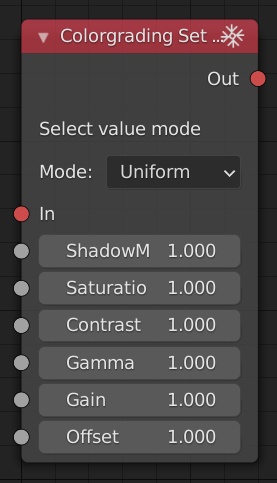 Colorgrading Set ...
Out
Select value mode
Mode: Uniform
In
ShadowM 1.000
Saturatio 1.000
Contrast 1.000
Gamma 1.000
Gain 1.000
Offset 1.000